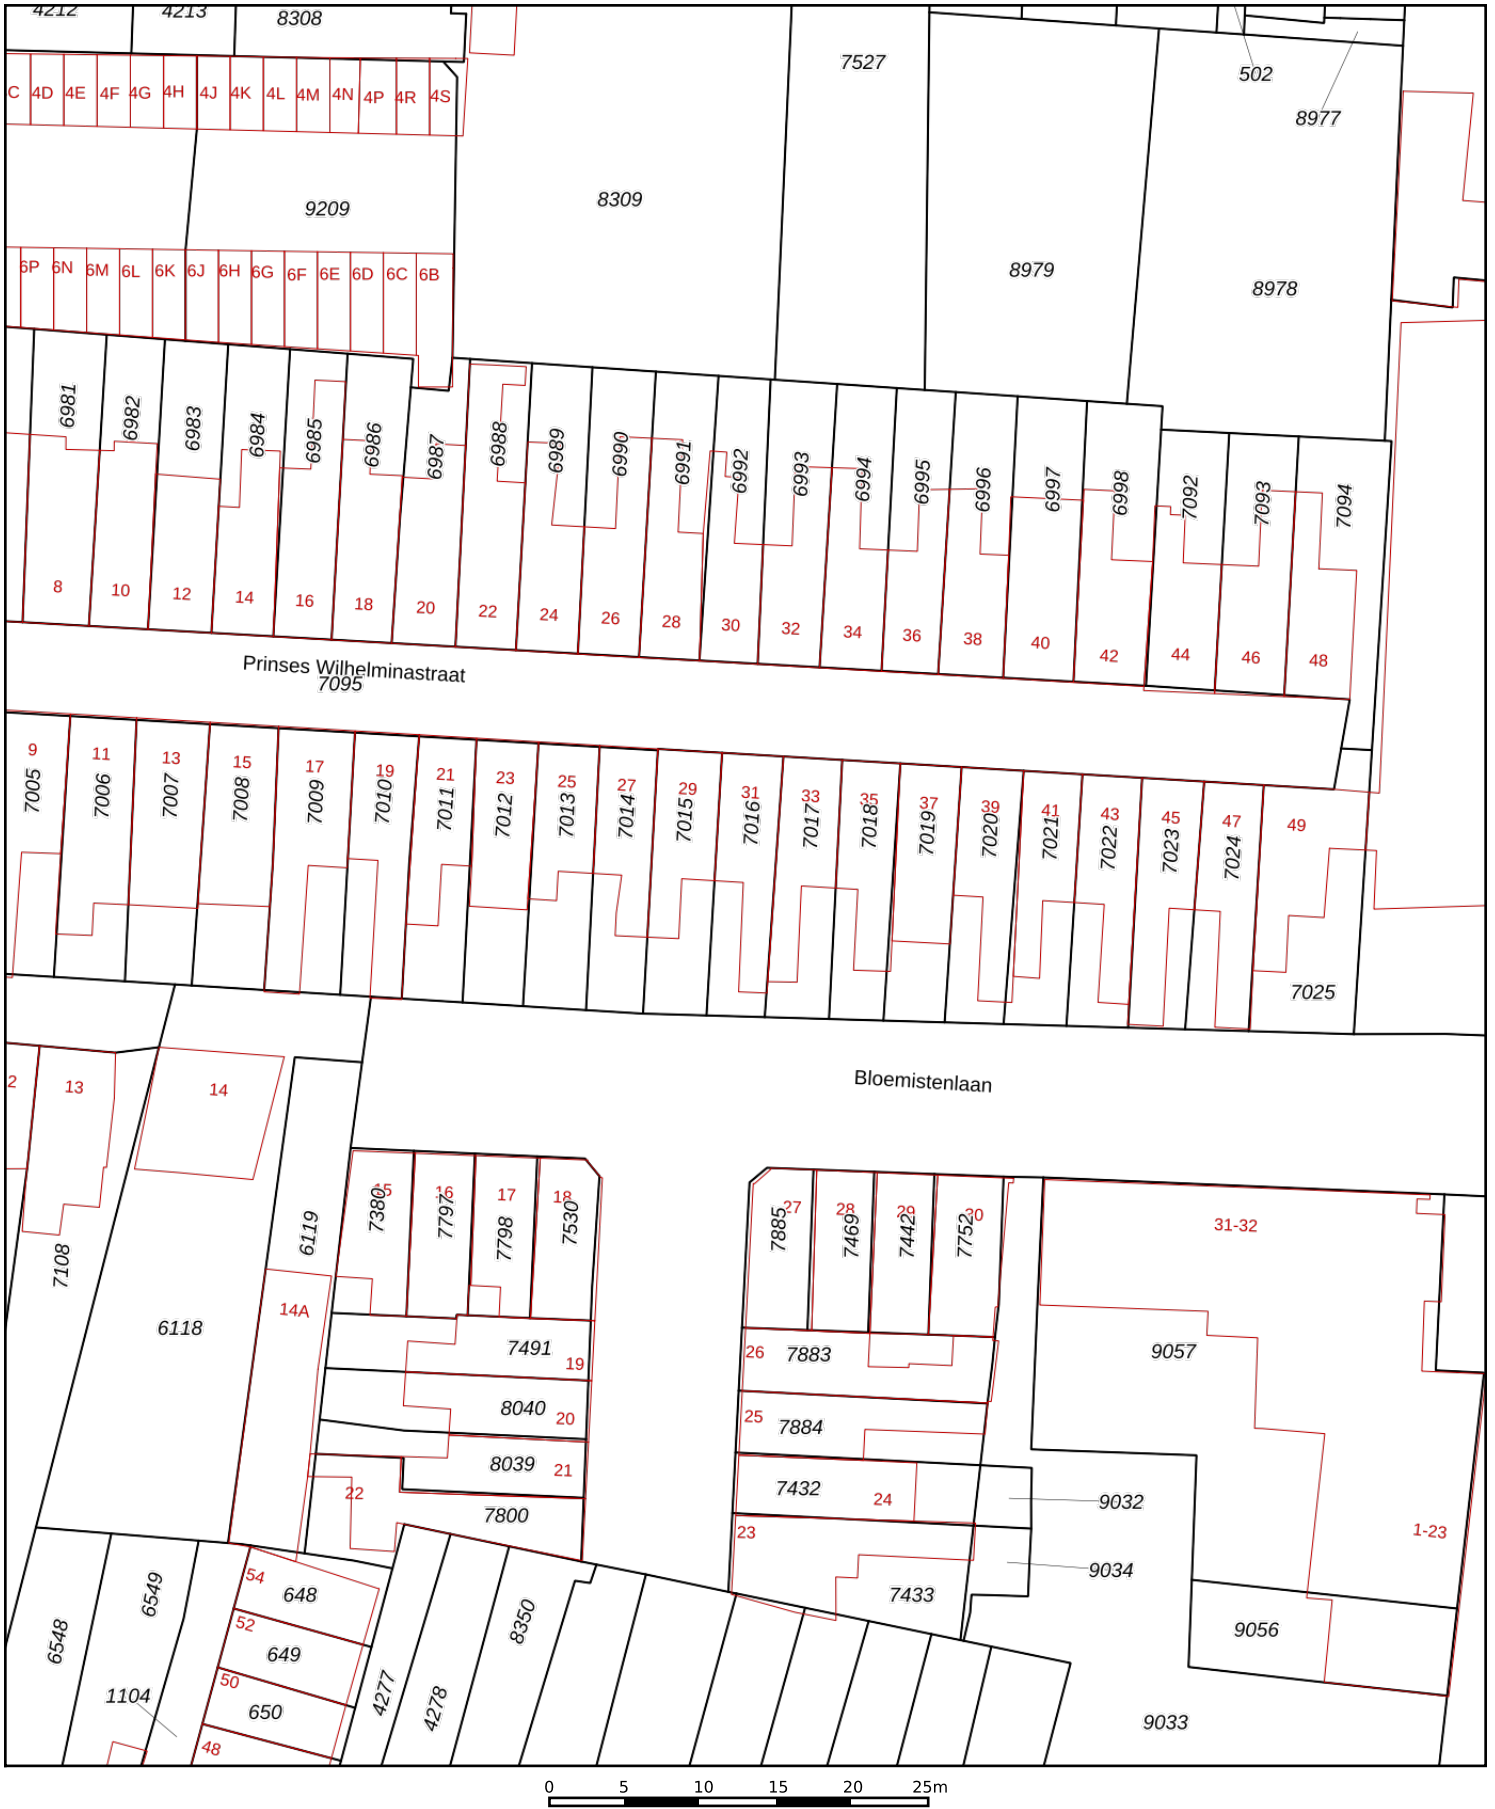 4212 4213 8308
7527
502
8977
C 4D 4E 4F 4G 4H 4J 4K 4L 4M 4N 4P 4R 4S
9209
8309
8979
8978
6P 6N 6M 6L 6K 6J 6H 6G 6F 6E 6D 6C 6B
6981 6982 6983 6984 6985 6986 6987 6988 6989 6990 6991 6992 6993 6994 6995 6996 6997 6998 7092 7093 7094
8 10 12 14 16 18 20 22 24 26 28 30 32 34 36 38 40 42 44 46 48
Prinses Wilhelminastraat
7095
9 11 13 15 17 19 21 23 25 27 29 31 33 35 37 39 41 43 45 47 49
7005 7006 7007 7008 7009 7010 7011 7012 7013 7014 7015 7016 7017 7018 7019 7020 7021 7022 7023 7024
7025
Bloemistenlaan
2 13 14
15 16 17 18 27 28 29 30 31-32
7380 7797 7798 7530 7885 7469 7442 7752
6119
7108
14A
6118
7491 19 26 7883 9057
8040 20 25 7884
8039 21 7432 24 9032
22 7800 23 1-23
9034
54 648 7433
6549
52 649 8350 9056
6548
50 650 4277 4278
1104
9033
48
0 5 10 15 20 25m